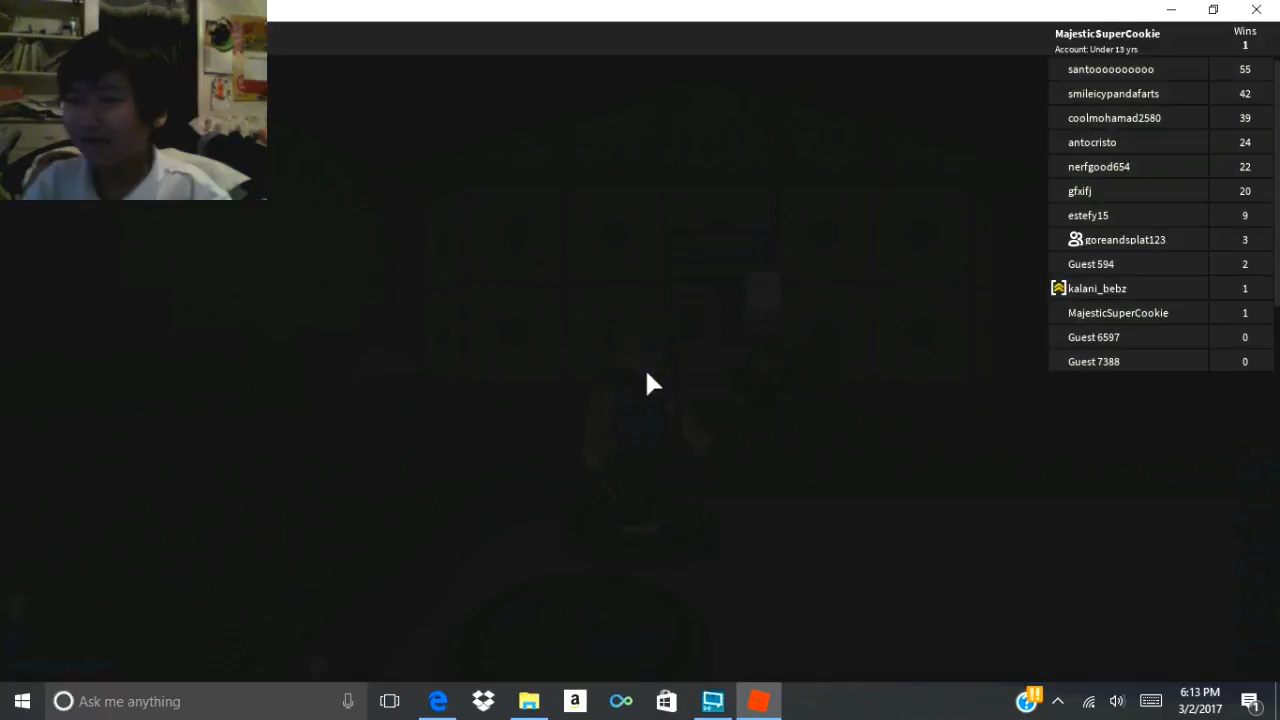 MajesticSuperCookie
Account: Under 13 yrs
Wins
1
santoooooooooo 55
smileicypandafarts 42
coolmohamad2580 39
antocristo 24
nerfgood654 22
gfxifj 20
estefy15 9
goreandsplat123 3
Guest 594 2
kalani_bebz 1
MajesticSuperCookie 1
Guest 6597 0
Guest 7388 0
Ask me anything
6:13 PM
3/2/2017
1